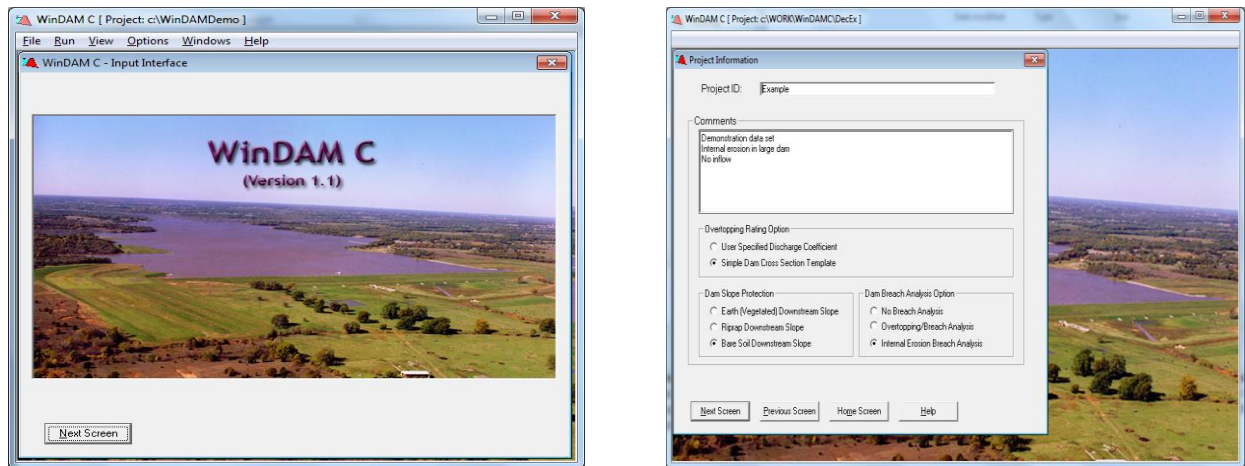 WinDAM C [ Project: c:\WinDAMDemo ]
File Run View Options Windows Help
WinDAM C - Input Interface
WinDAM C
(Version 1.1)
Next Screen
WinDAM C [ Project: c:\WORK\WinDAMC\DecEx ]
Project Information
Project ID: Example
Comments
Demonstration data set
Internal erosion in large dam
No inflow
Overtopping Rating Option
User Specified Discharge Coefficient
Simple Dam Cross Section Template
Dam Slope Protection
Earth (Vegetated) Downstream Slope
Riprap Downstream Slope
Bare Soil Downstream Slope
Dam Breach Analysis Option
No Breach Analysis
Overtopping/Breach Analysis
Internal Erosion Breach Analysis
Next Screen Previous Screen Home Screen Help